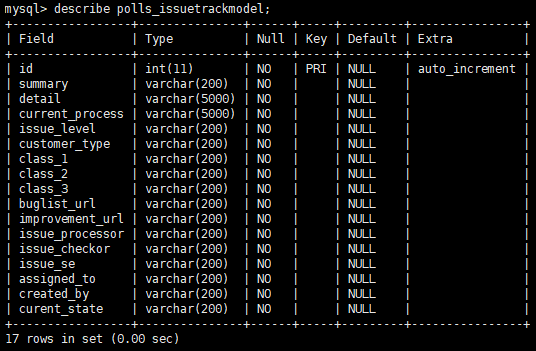 mysql> describe polls_issuetrackmodel;
+-----------------+---------------+------+-----+---------+----------------+
| Field           | Type          | Null | Key | Default | Extra          |
+-----------------+---------------+------+-----+---------+----------------+
| id              | int(11)       | NO   | PRI | NULL    | auto_increment |
| summary         | varchar(200)  | NO   |     | NULL    |                |
| detail          | varchar(5000) | NO   |     | NULL    |                |
| current_process | varchar(5000) | NO   |     | NULL    |                |
| issue_level     | varchar(200)  | NO   |     | NULL    |                |
| customer_type   | varchar(200)  | NO   |     | NULL    |                |
| class_1         | varchar(200)  | NO   |     | NULL    |                |
| class_2         | varchar(200)  | NO   |     | NULL    |                |
| class_3         | varchar(200)  | NO   |     | NULL    |                |
| buglist_url     | varchar(200)  | NO   |     | NULL    |                |
| improvement_url | varchar(200)  | NO   |     | NULL    |                |
| issue_processor | varchar(200)  | NO   |     | NULL    |                |
| issue_checkor   | varchar(200)  | NO   |     | NULL    |                |
| issue_se        | varchar(200)  | NO   |     | NULL    |                |
| assigned_to     | varchar(200)  | NO   |     | NULL    |                |
| created_by      | varchar(200)  | NO   |     | NULL    |                |
| curent_state    | varchar(200)  | NO   |     | NULL    |                |
+-----------------+---------------+------+-----+---------+----------------+
17 rows in set (0.00 sec)